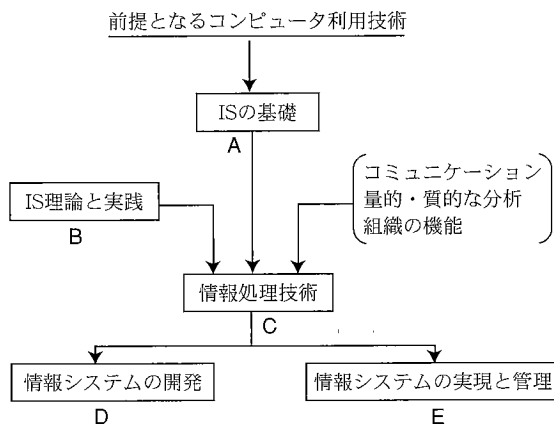 前提となるコンピュータ利用技術
ISの基礎
A
コミュニケーション
量的・質的な分析
組織の機能
IS理論と実践
B
情報処理技術
C
情報システムの開発
D
情報システムの実現と管理
E